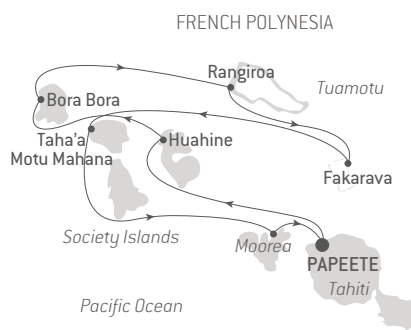 FRENCH POLYNESIA
Rangiroa
Tuamotu
Bora Bora
Taha'a
Motu Mahana
Huahine
Fakarava
Society Islands
Moorea
PAPEETE
Tahiti
Pacific Ocean